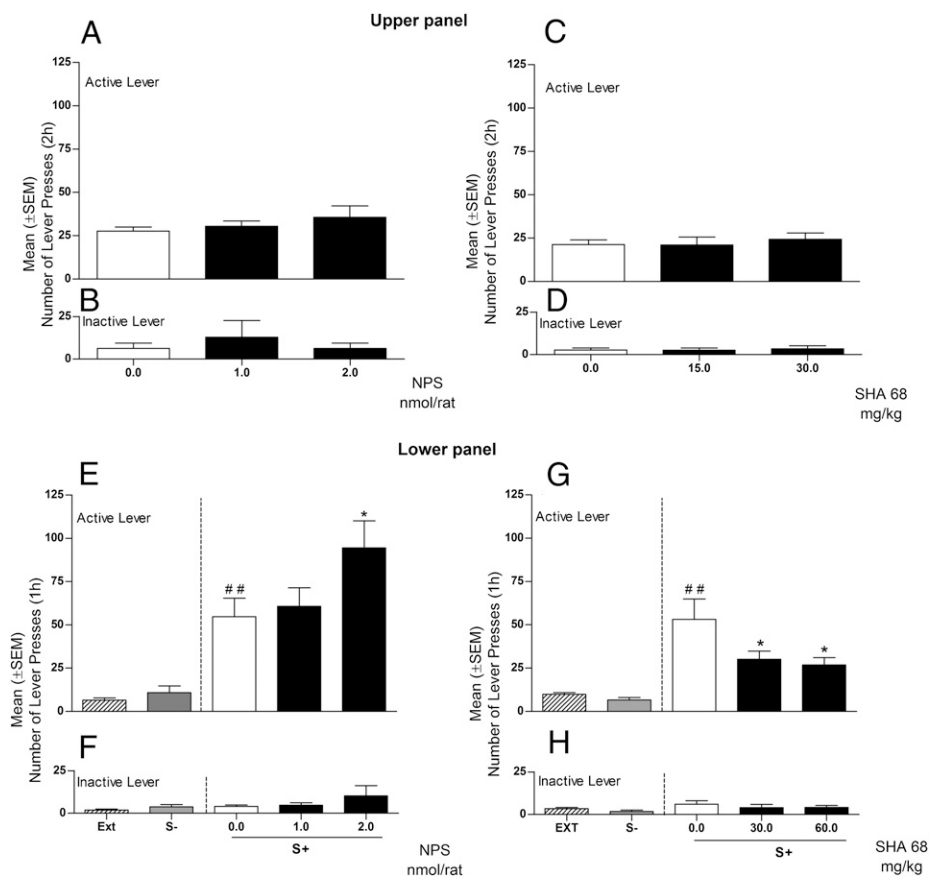 Upper panel
A
125
100
75
50
25
0
Active Lever
Mean (±SEM)
Number of Lever Presses (2h)
B
25
0
Inactive Lever
0.0 1.0 2.0
NPS
nmol/rat
C
125
100
75
50
25
0
Active Lever
Mean (±SEM)
Number of Lever Presses (2h)
D
25
0
Inactive Lever
0.0 15.0 30.0
SHA 68
mg/kg
Lower panel
E
125
100
75
50
25
0
Active Lever
# #
*
Mean (±SEM)
Number of Lever Presses (1h)
F
25
0
Inactive Lever
Ext S- 0.0 1.0 2.0
S+
NPS
nmol/rat
G
125
100
75
50
25
0
Active Lever
# #
* *
Mean (±SEM)
Number of Lever Presses (1h)
H
25
0
Inactive Lever
EXT S- 0.0 30.0 60.0
S+
SHA 68
mg/kg